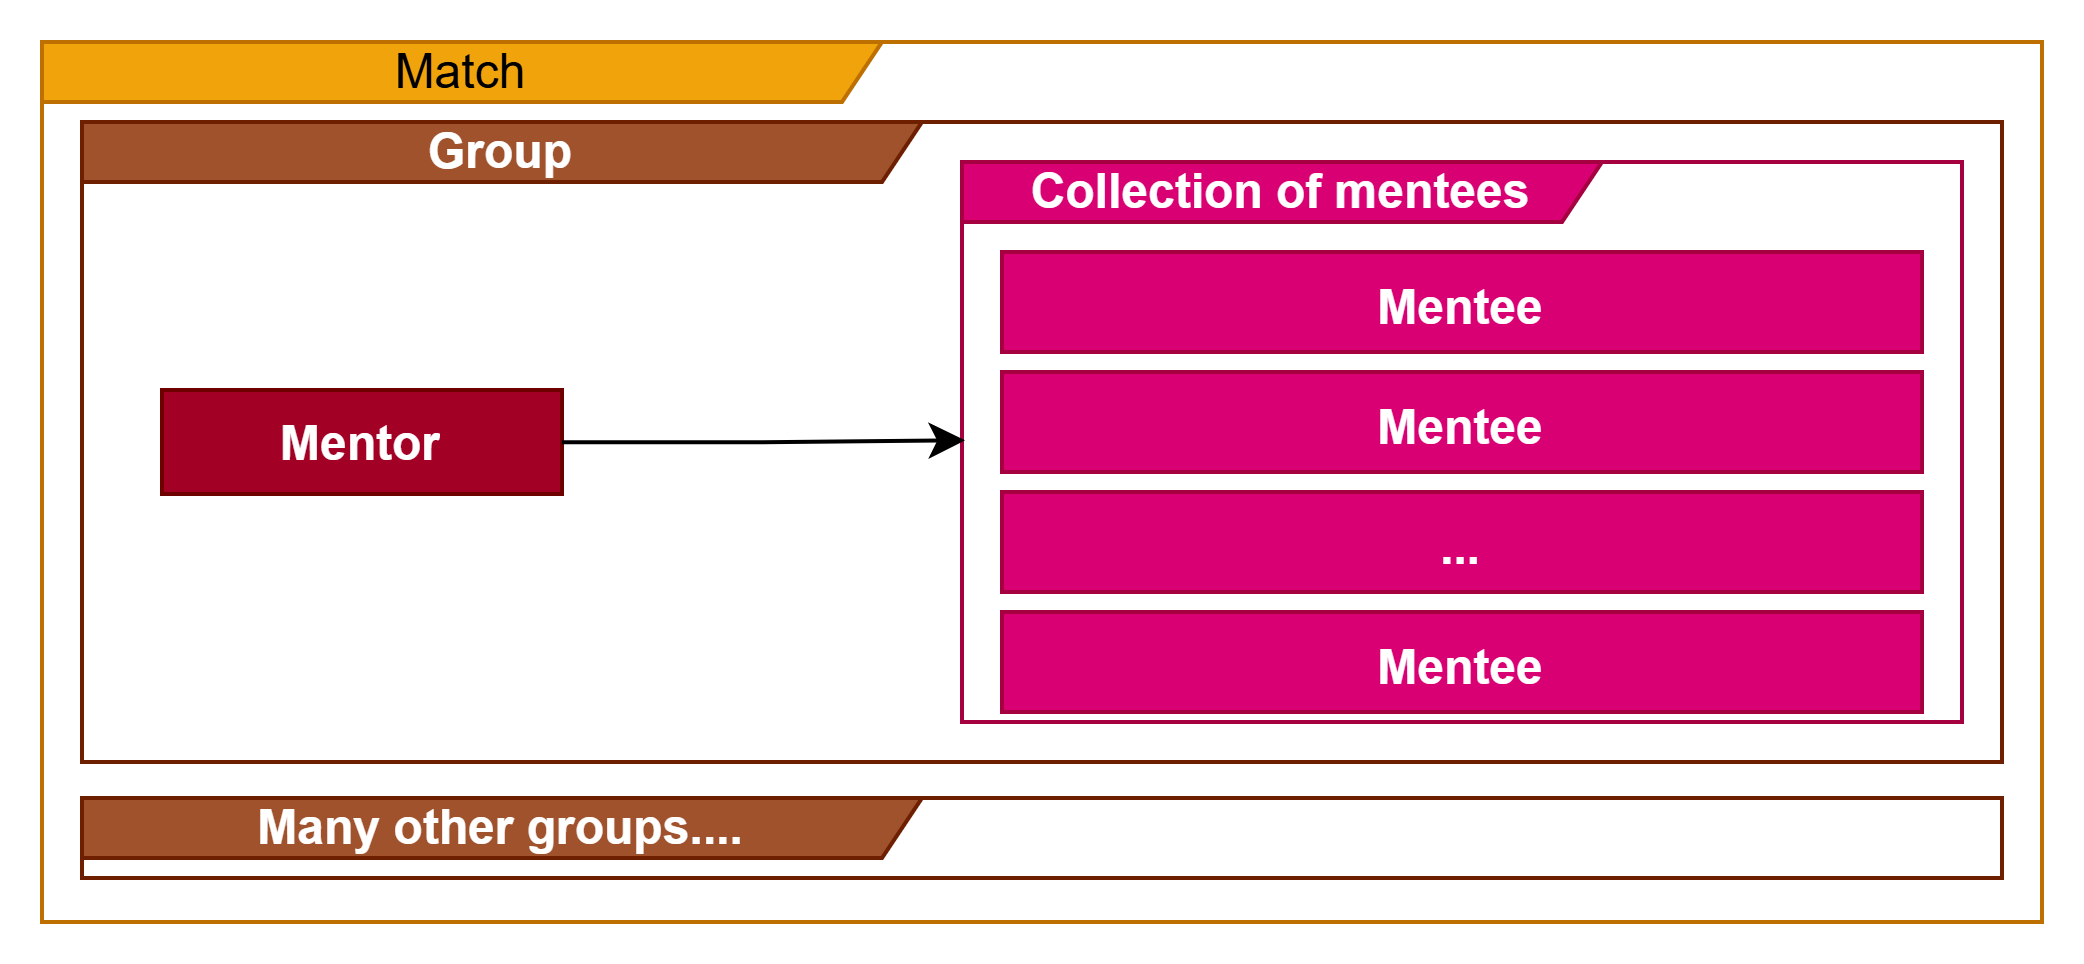 Match
Group
Collection of mentees
Mentee
Mentor
Mentee
...
Mentee
Many other groups....